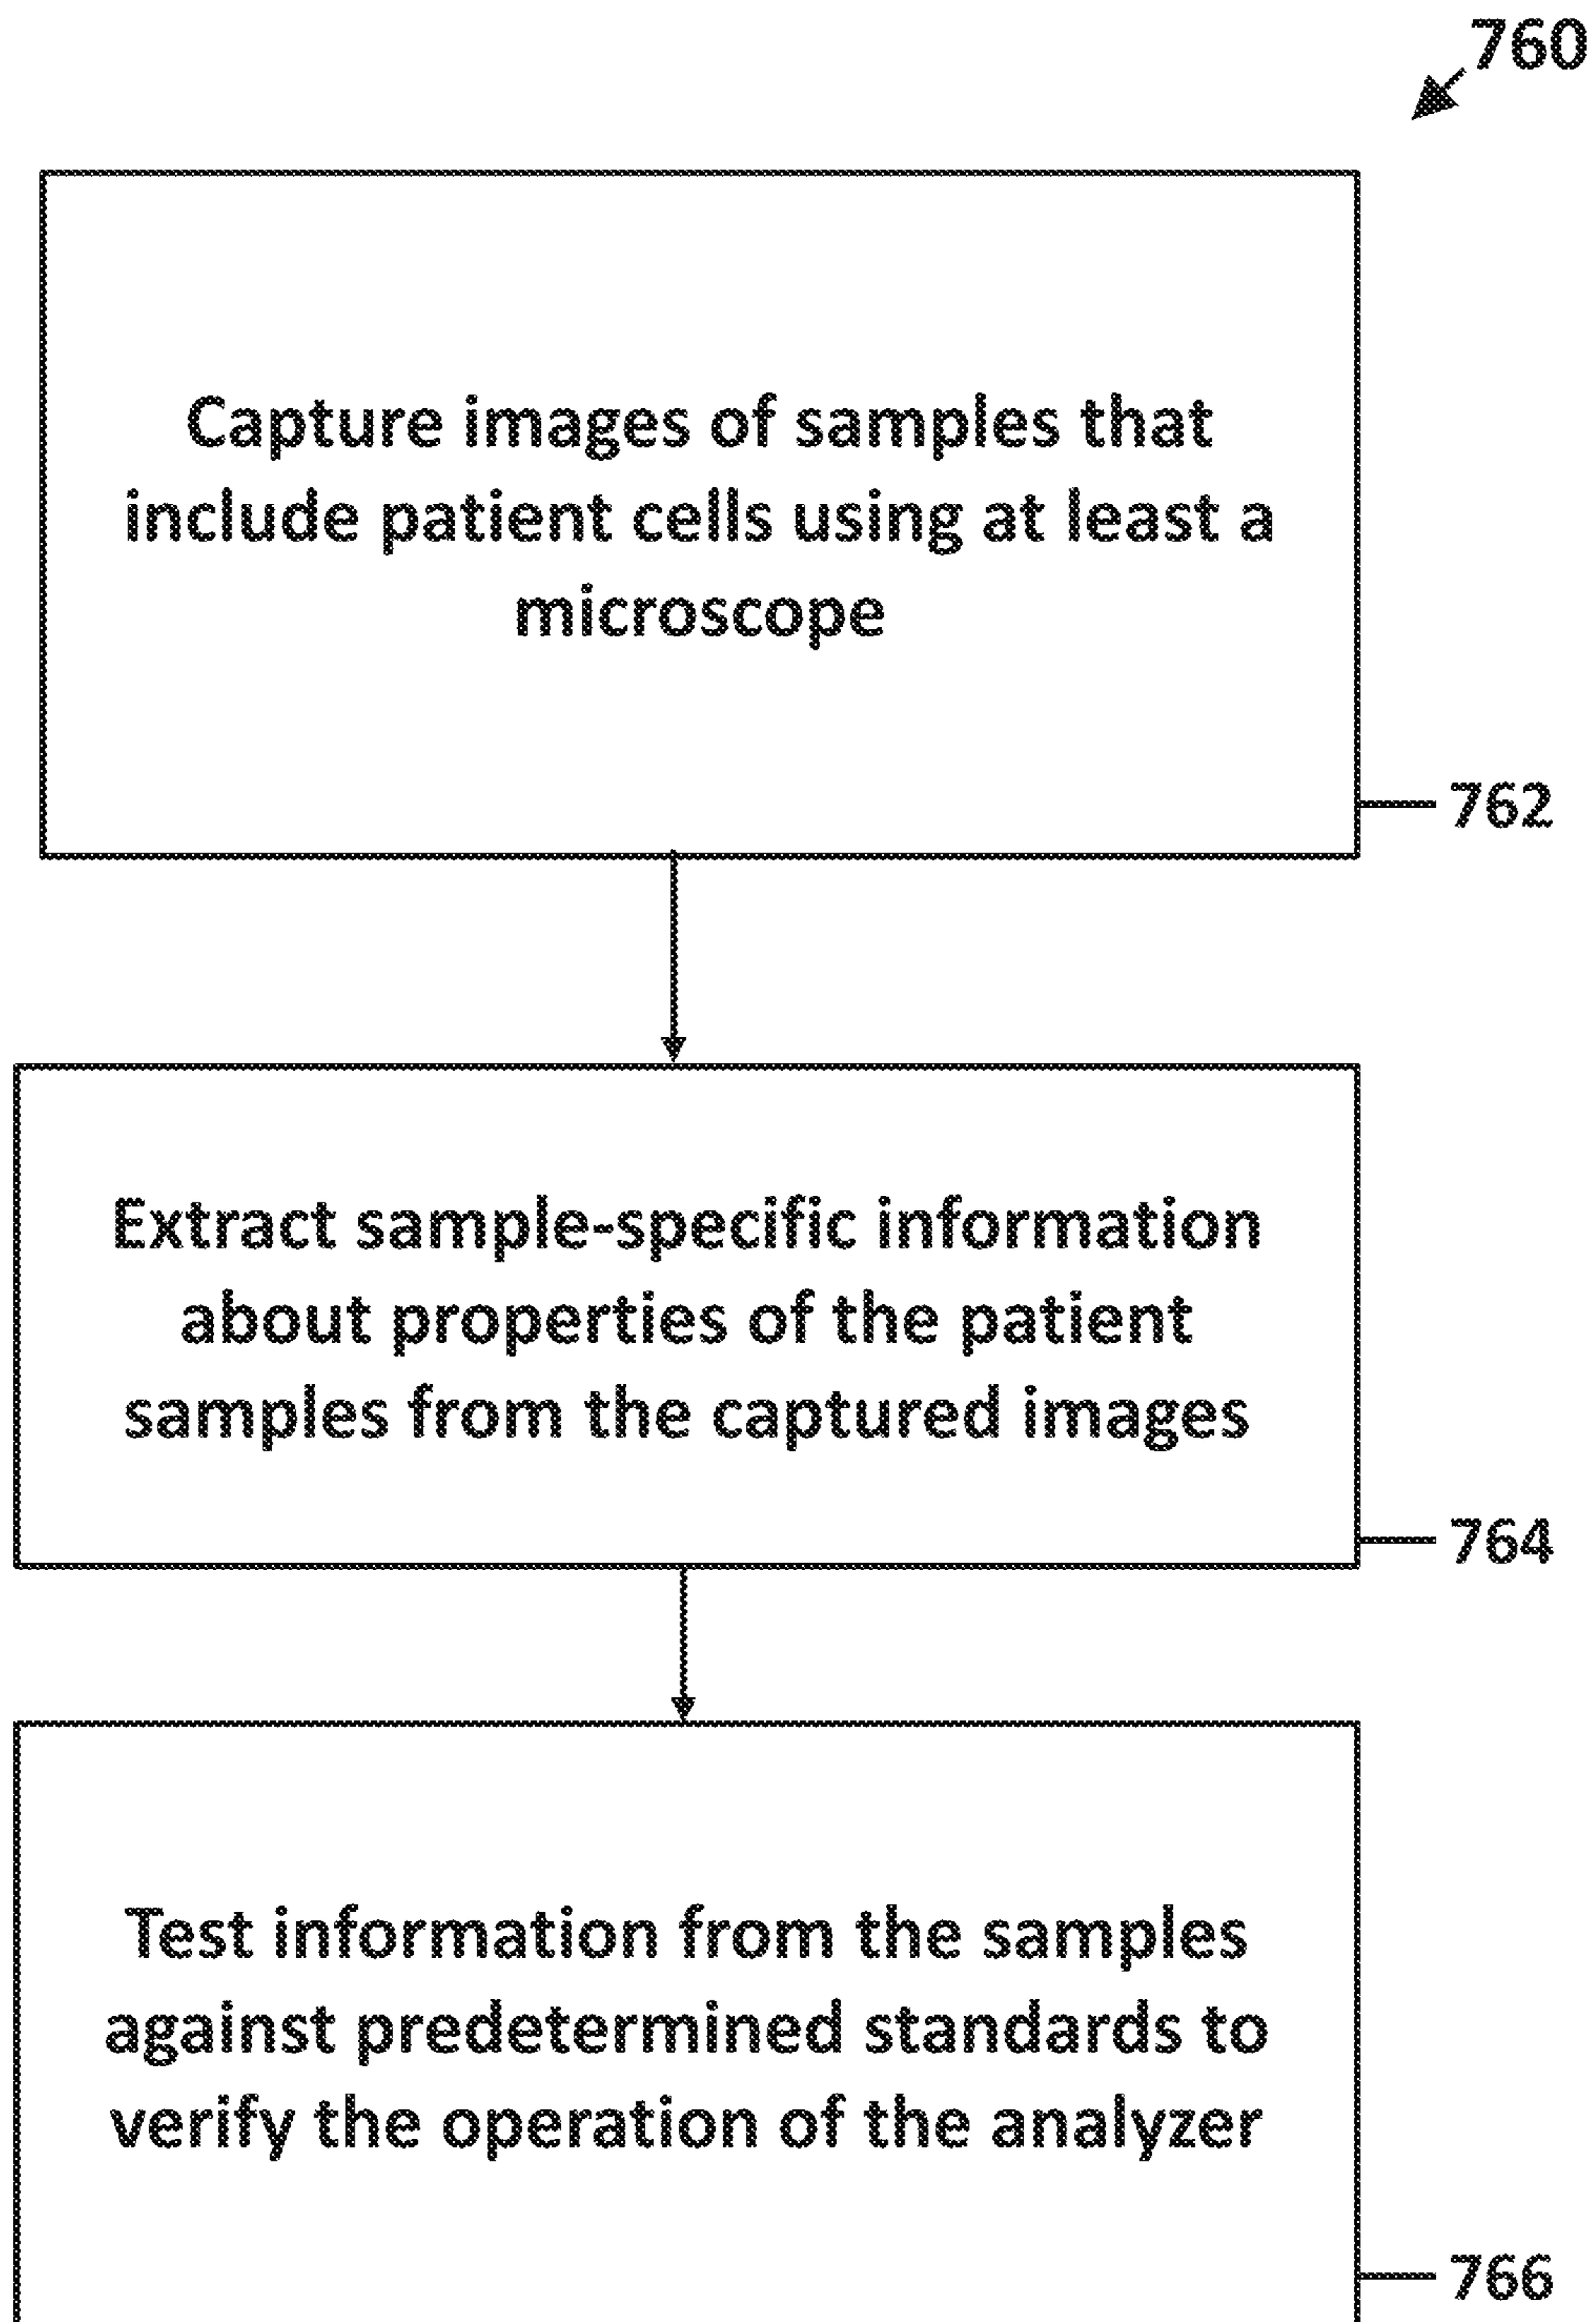 760
Capture images of samples that
include patient cells using at least a
microscope
762
Extract sample-specific information
about properties of the patient
samples from the captured images
764
Test information from the samples
against predetermined standards to
verify the operation of the analyzer
766